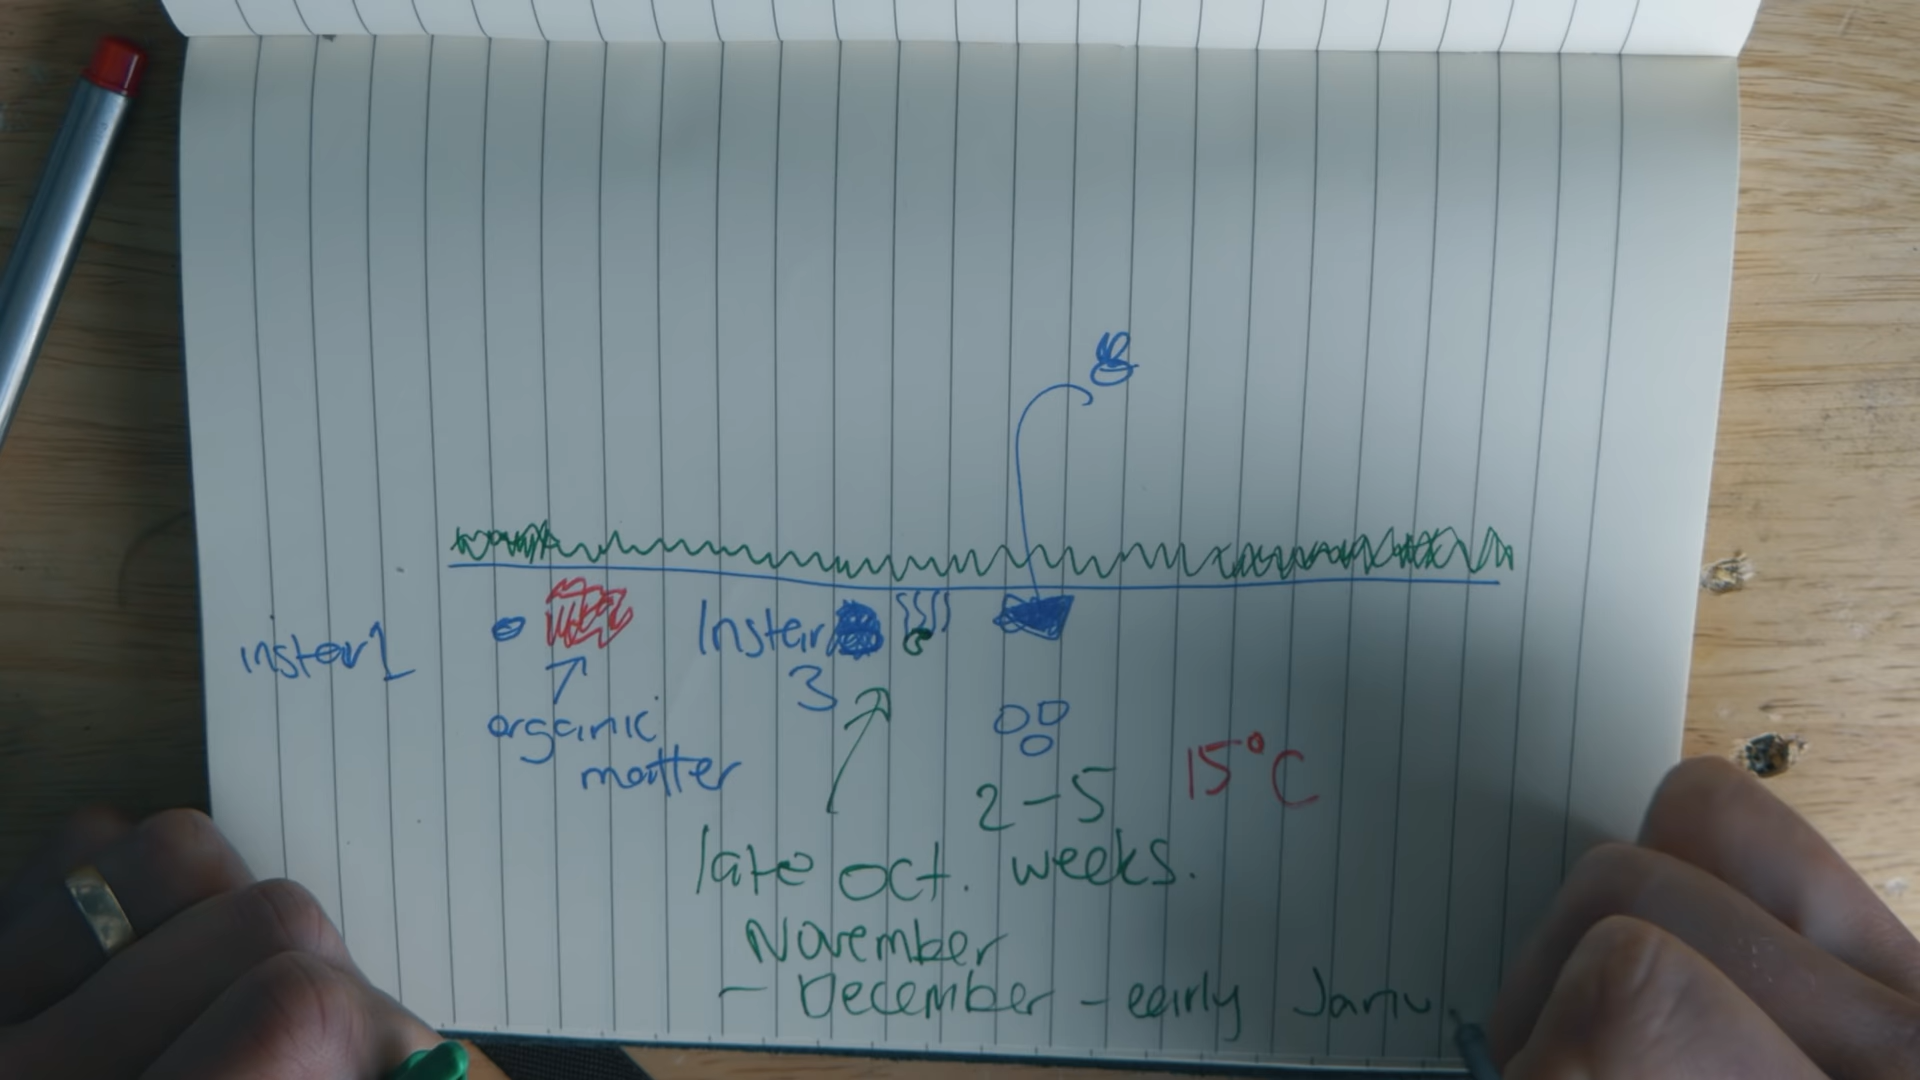 instar 1
organic
matter
Instar
3
2-5
weeks.
15°C
late oct.
November
- December - early Janu